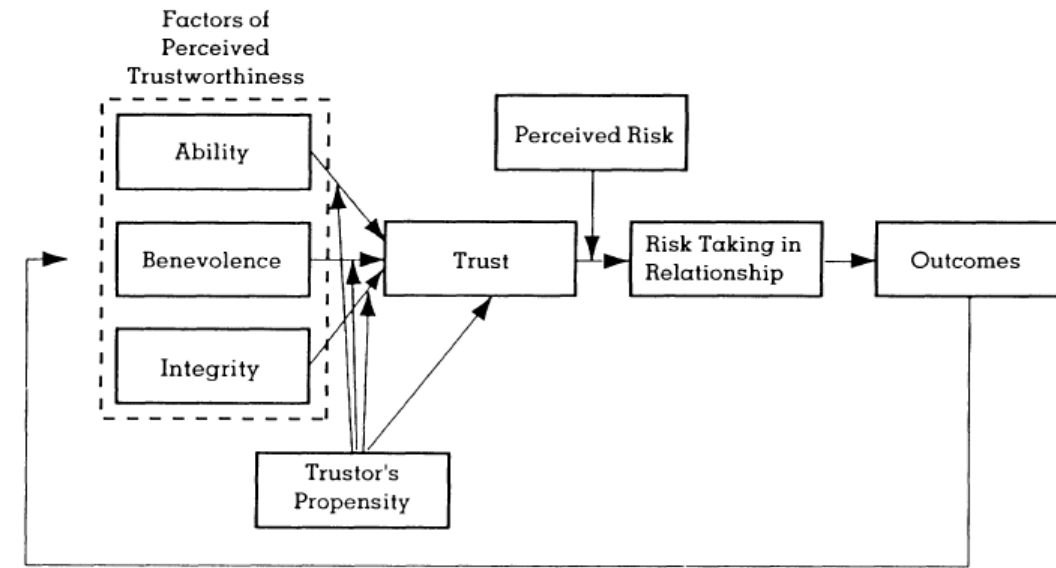 Factors of
Perceived
Trustworthiness
Ability
Benevolence
Integrity
Trustor's
Propensity
Trust
Perceived Risk
Risk Taking in
Relationship
Outcomes